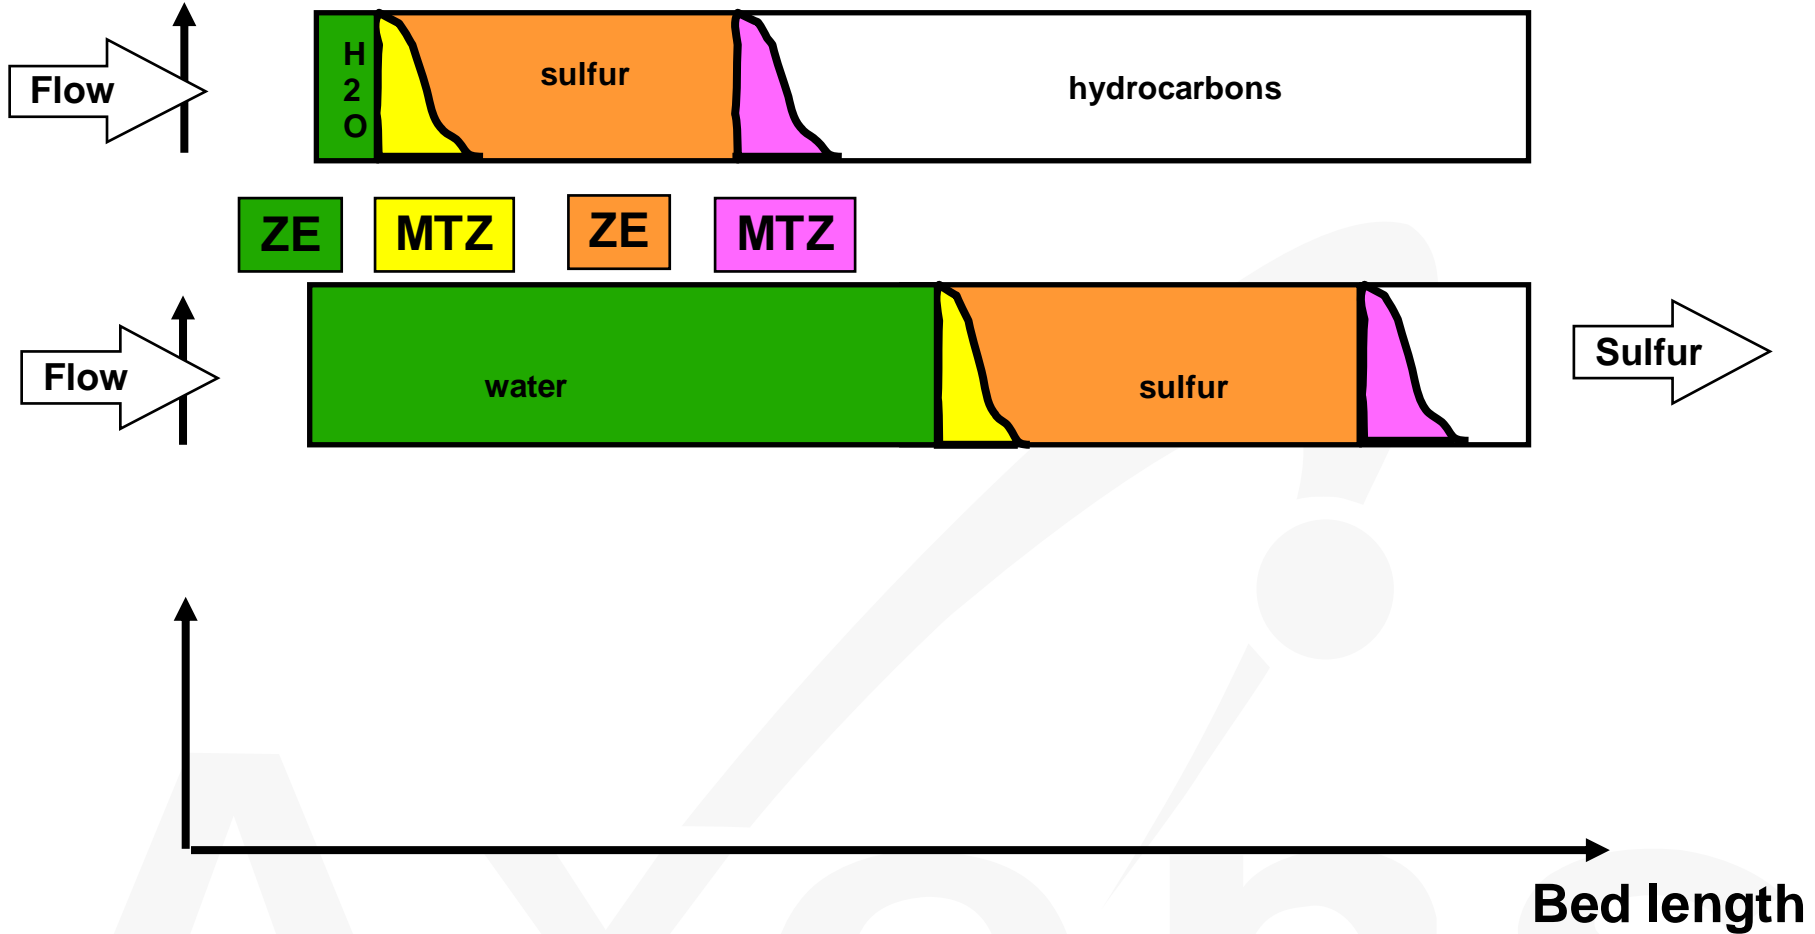 Flow
H
2
O
sulfur
hydrocarbons
ZE
MTZ
ZE
MTZ
Flow
water
sulfur
Sulfur
Bed length